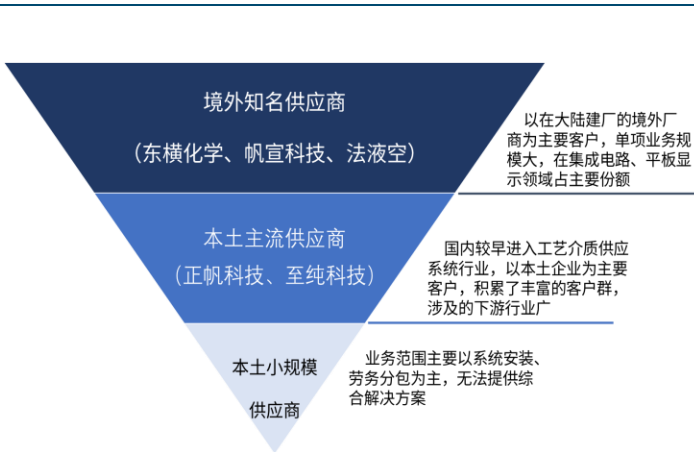 境外知名供应商
（东横化学、帆宣科技、法液空）
以在大陆建厂的境外厂
商为主要客户，单项业务规
模大，在集成电路、平板显
示领域占主要份额
本土主流供应商
（正帆科技、至纯科技）
国内较早进入工艺介质供应
系统行业，以本土企业为主要
客户，积累了丰富的客户群，
涉及的下游行业广
本土小规模
供应商
业务范围主要以系统安装、
劳务分包为主，无法提供综
合解决方案